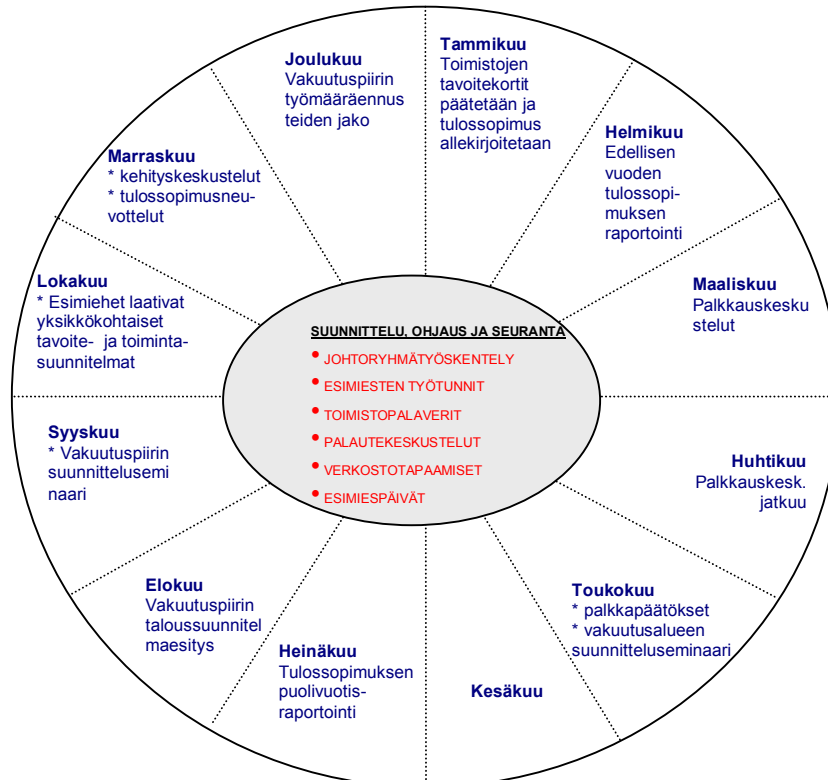 Tammikuu
Toimistojen
tavoitekortit
päätetään ja
tulossopimus
allekirjoitetaan
Helmikuu
Edellisen
vuoden
tulossopi-
muksen
raportointi
Maaliskuu
Palkkauskesku
stelut
Huhtikuu
Palkkauskesk.
jatkuu
Toukokuu
* palkkapäätökset
* vakuutusalueen
suunnitteluseminaari
Kesäkuu
Heinäkuu
Tulossopimuksen
puolivuotis-
raportointi
Elokuu
Vakuutuspiirin
taloussuunnitel
maesitys
Syyskuu
* Vakuutuspiirin
suunnittelusemi
naari
Lokakuu
* Esimiehet laativat
yksikkökohtaiset
tavoite- ja toiminta-
suunnitelmat
Marraskuu
* kehityskeskustelut
* tulossopimusneu-
vottelut
Joulukuu
Vakuutuspiirin
työmääräennus
teiden jako
SUUNNITTELU, OHJAUS JA SEURANTA
• JOHTORYHMÄTYÖSKENTELY
• ESIMIESTEN TYÖTUNNIT
• TOIMISTOPALAVERIT
• PALAUTEKESKUSTELUT
• VERKOSTOTAPAAMISET
• ESIMIESPÄIVÄT